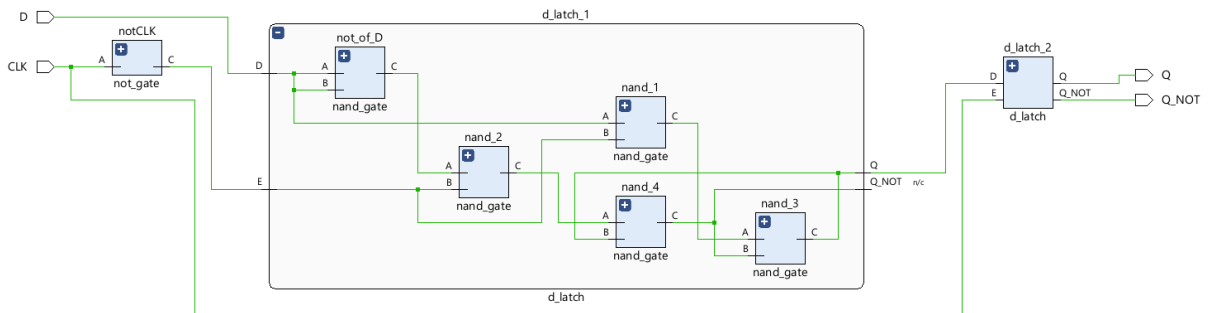 d_latch_1
D
notCLK
not_of_D
d_latch_2
CLK
A
C
not_gate
D
A
B
C
nand_gate
D
E
Q
Q_NOT
d_latch
Q
Q_NOT
nand_1
A
B
C
nand_gate
nand_2
A
B
C
nand_gate
E
Q
Q_NOT n/c
nand_4
A
B
C
nand_gate
nand_3
A
B
C
nand_gate
d_latch